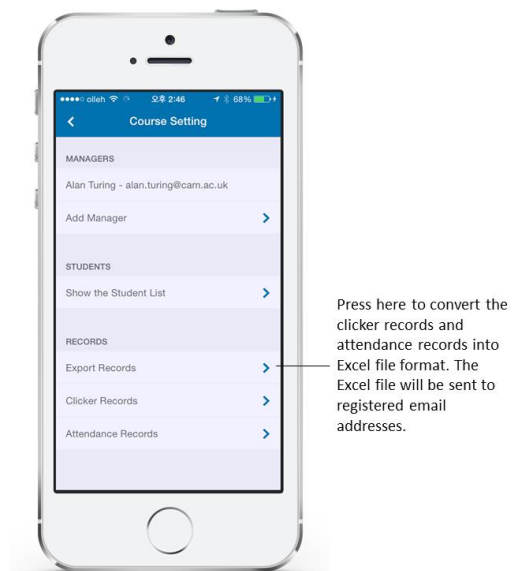 olleh 오후 2:46 68%
Course Setting
MANAGERS
Alan Turing - alan.turing@cam.ac.uk
Add Manager
STUDENTS
Show the Student List
RECORDS
Export Records
Clicker Records
Attendance Records
Press here to convert the
clicker records and
attendance records into
Excel file format. The
Excel file will be sent to
registered email
addresses.